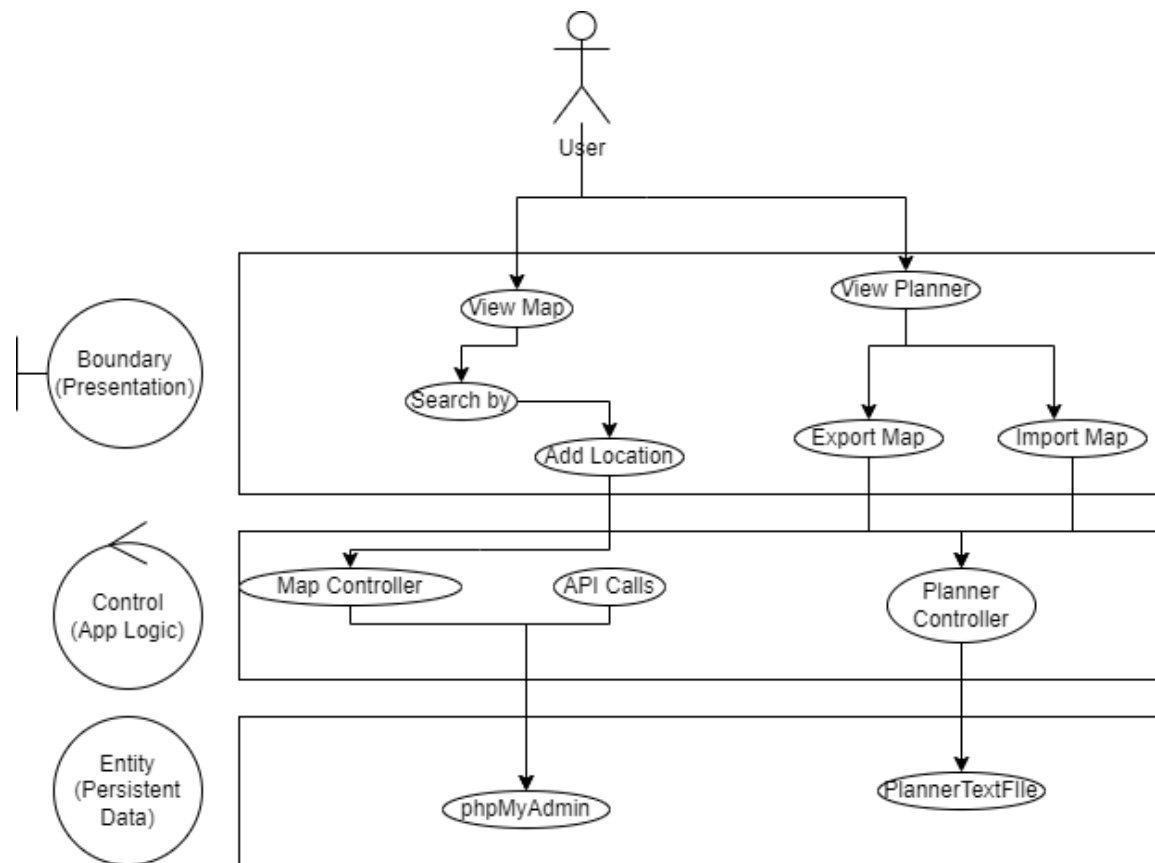 User
View Map
View Planner
Boundary
(Presentation)
Search by
Export Map
Import Map
Add Location
Control
(App Logic)
Map Controller
API Calls
Planner
Controller
Entity
(Persistent
Data)
phpMyAdmin
PlannerTextFIle